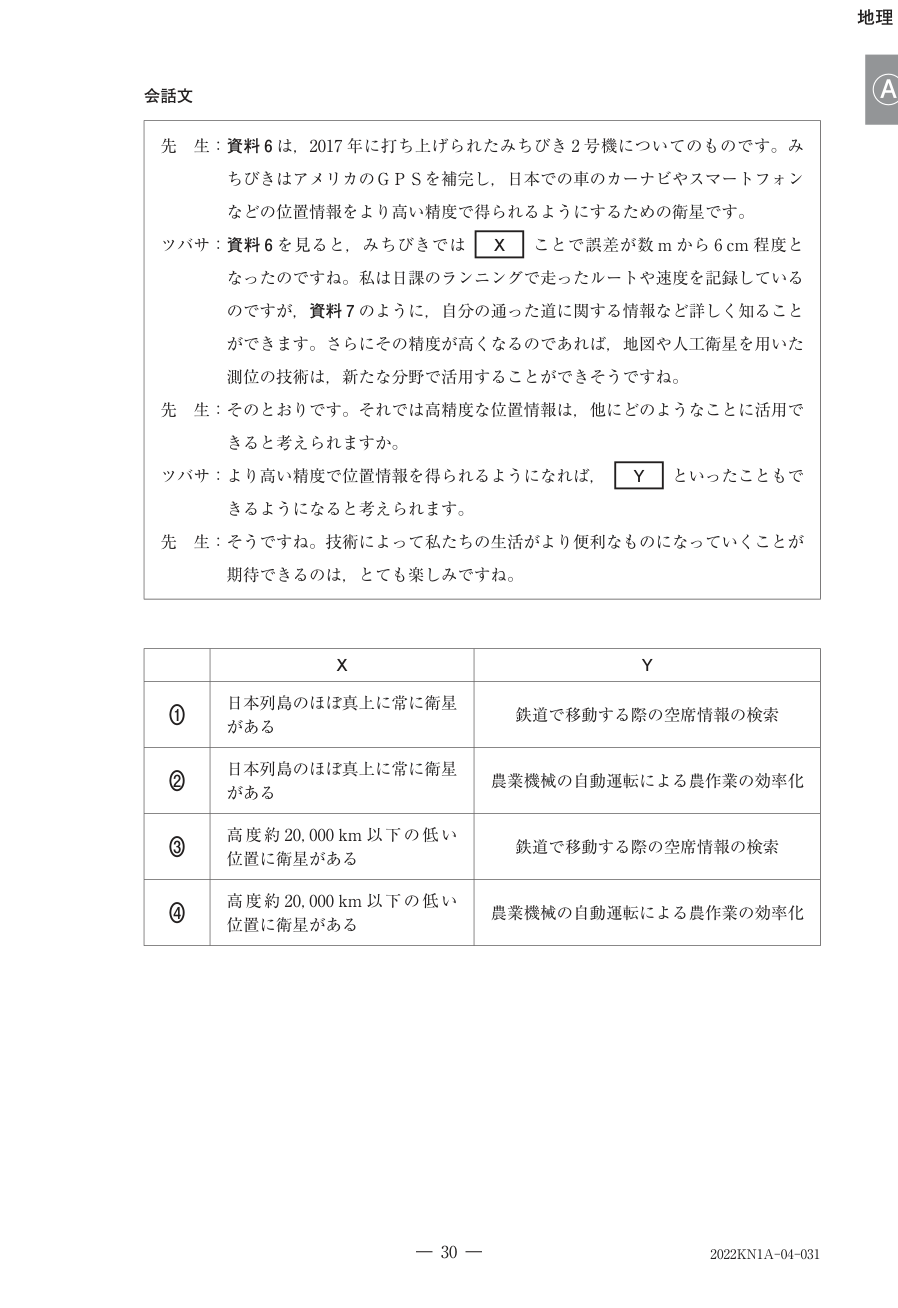 地理
Ⓐ
会話文
先　生：資料6は，2017年に打ち上げられたみちびき2号機についてのものです。み
ちびきはアメリカのＧＰＳを補完し，日本での車のカーナビやスマートフォン
などの位置情報をより高い精度で得られるようにするための衛星です。
ツバサ：資料6を見ると，みちびきでは X ことで誤差が数mから6cm程度と
なったのですね。私は日課のランニングで走ったルートや速度を記録している
のですが，資料7のように，自分の通った道に関する情報など詳しく知ること
ができます。さらにその精度が高くなるのであれば，地図や人工衛星を用いた
測位の技術は，新たな分野で活用することができそうですね。
先　生：そのとおりです。それでは高精度な位置情報は，他にどのようなことに活用で
きると考えられますか。
ツバサ：より高い精度で位置情報を得られるようになれば， Y といったこともで
きるようになると考えられます。
先　生：そうですね。技術によって私たちの生活がより便利なものになっていくことが
期待できるのは，とても楽しみですね。
X Y
① 日本列島のほぼ真上に常に衛星
がある
鉄道で移動する際の空席情報の検索
② 日本列島のほぼ真上に常に衛星
がある
農業機械の自動運転による農作業の効率化
③ 高度約20,000km以下の低い
位置に衛星がある
鉄道で移動する際の空席情報の検索
④ 高度約20,000km以下の低い
位置に衛星がある
農業機械の自動運転による農作業の効率化
― 30 ―
2022KN1A-04-031